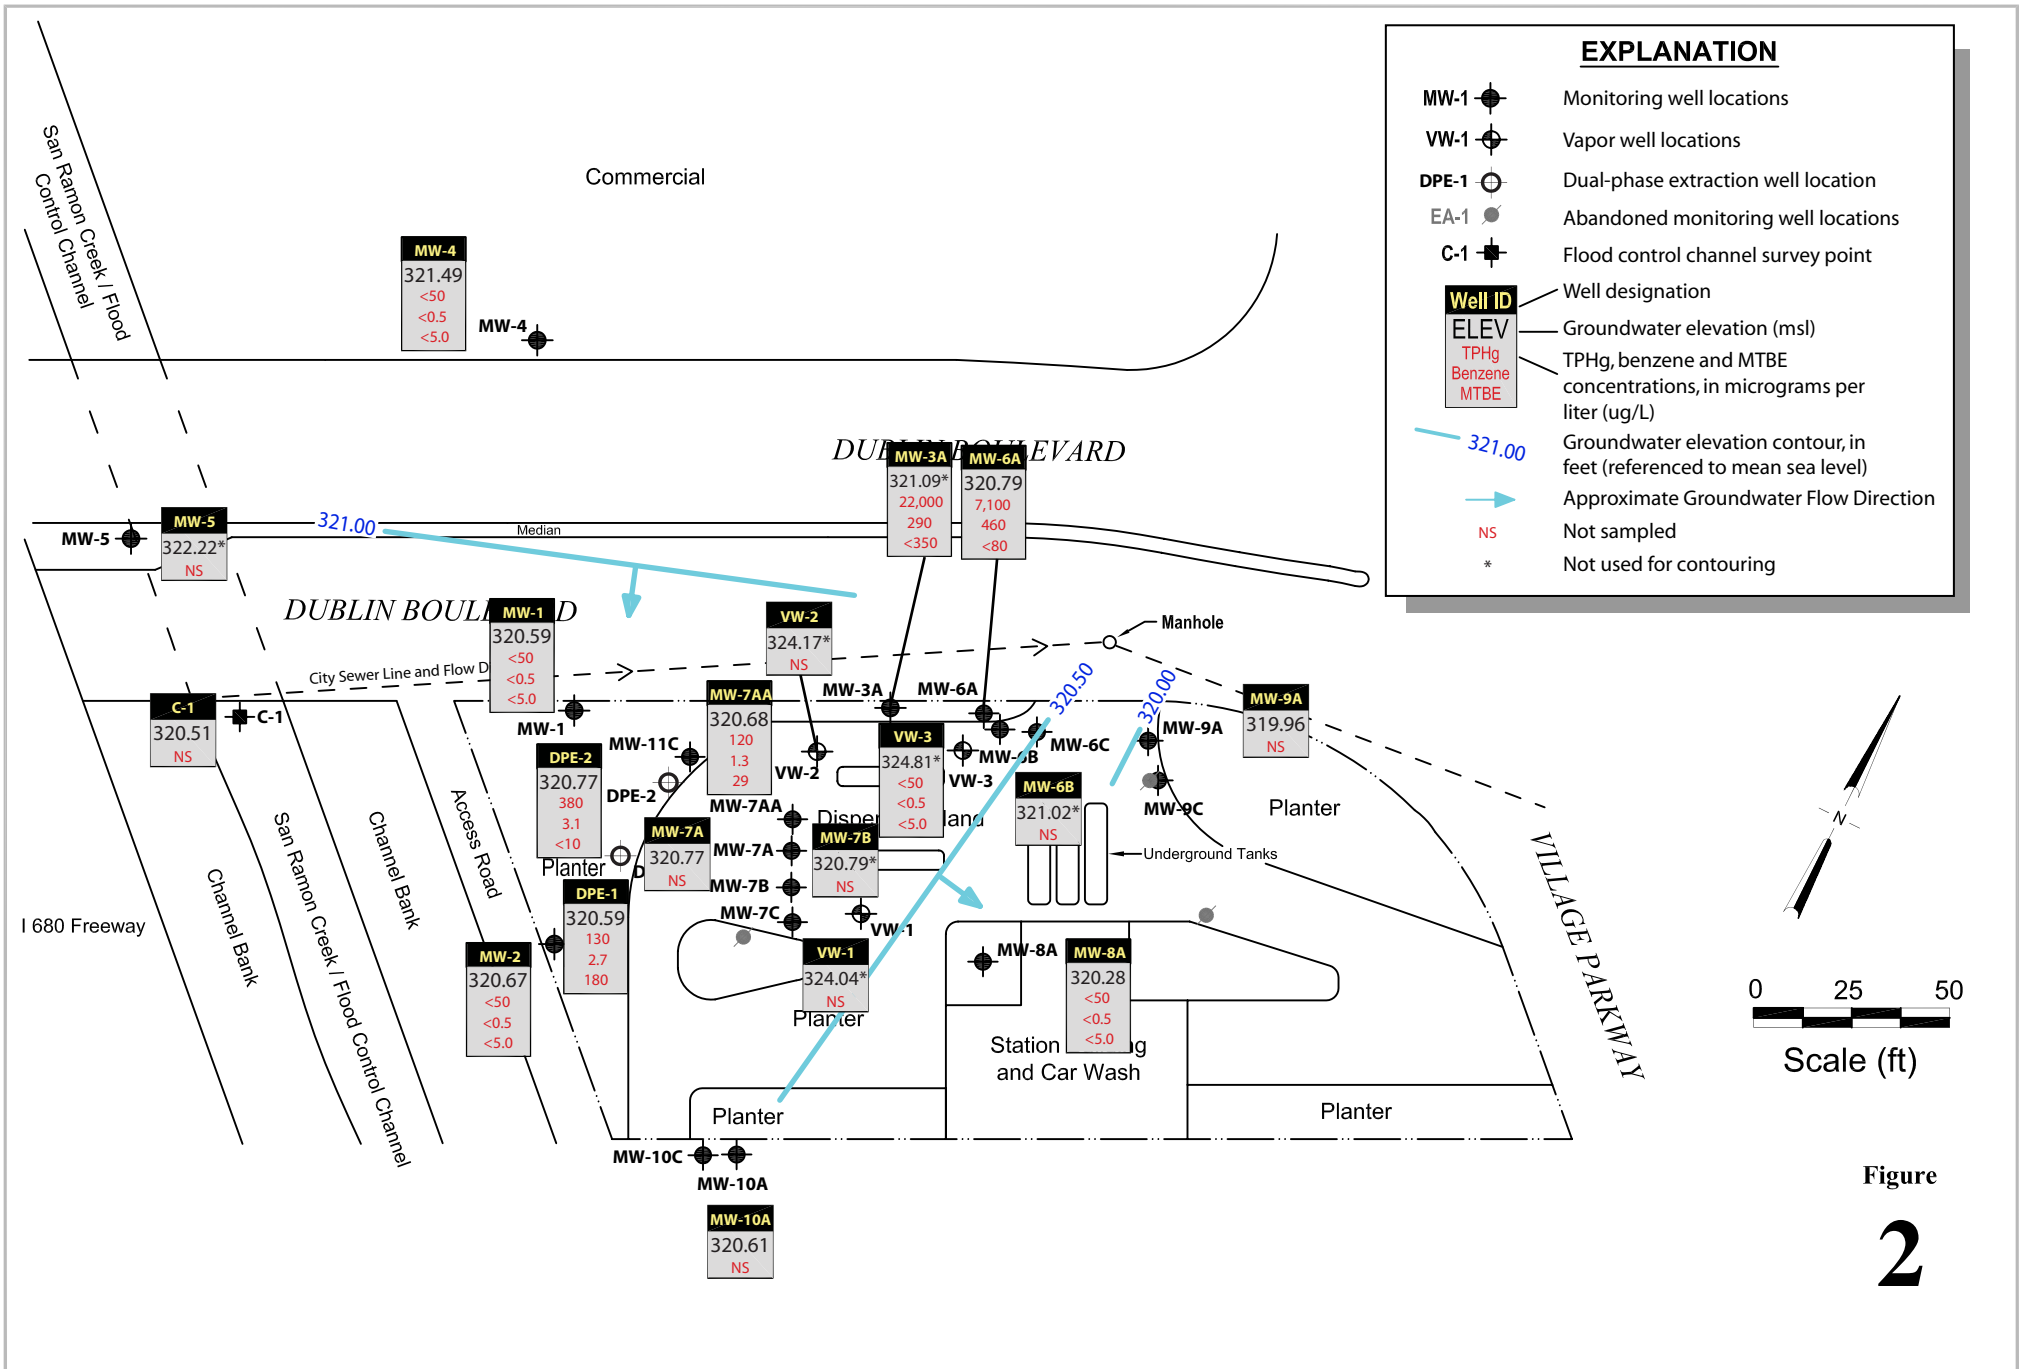 EXPLANATION
MW-1 Monitoring well locations
VW-1 Vapor well locations
DPE-1 Dual-phase extraction well location
EA-1 Abandoned monitoring well locations
C-1 Flood control channel survey point
Well ID
ELEV
TPHg
Benzene
MTBE
Well designation
Groundwater elevation (msl)
TPHg, benzene and MTBE
concentrations, in micrograms per
liter (ug/L)
321.00 Groundwater elevation contour, in
feet (referenced to mean sea level)
Approximate Groundwater Flow Direction
NS Not sampled
* Not used for contouring
San Ramon Creek / Flood
Control Channel
Commercial
MW-4
321.49
<50
<0.5
<5.0
MW-4
DUBLIN BOULEVARD
MW-3A
321.09*
22,000
290
<350
MW-6A
320.79
7,100
460
<80
MW-5
MW-5
322.22*
NS
321.00
Median
DUBLIN BOUL D
MW-1
320.59
<50
<0.5
<5.0
VW-2
324.17*
NS
Manhole
City Sewer Line and Flow D
320.50
320.00
C-1
320.51
NS
C-1
MW-1
MW-7AA
320.68
120
1.3
29
MW-3A
MW-6A
MW-9A
319.96
NS
MW-11C
VW-2
VW-3
324.81*
<50
<0.5
<5.0
VW-3
MW-6B
MW-6C
MW-9A
DPE-2
320.77
380
3.1
<10
DPE-2
MW-6B
321.02*
NS
MW-9C
Planter
MW-7AA
Disper land
MW-7A
320.77
NS
MW-7A
MW-7B
320.79*
NS
Underground Tanks
Planter
D
MW-7B
DPE-1
320.59
130
2.7
180
MW-7C
VW-1
VW-1
324.04*
NS
MW-8A
MW-8A
320.28
<50
<0.5
<5.0
MW-2
320.67
<50
<0.5
<5.0
I 680 Freeway
Channel Bank
San Ramon Creek / Flood Control Channel
Channel Bank
Access Road
Planter
Station ng
and Car Wash
Planter
Planter
VILLAGE PARKWAY
N
0 25 50
Scale (ft)
MW-10C
MW-10A
MW-10A
320.61
NS
Figure
2